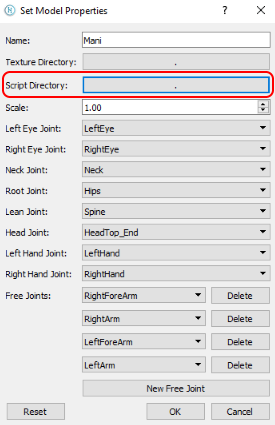 Set Model Properties
Name: Mani
Texture Directory: .
Script Directory: .
Scale: 1.00
Left Eye Joint: LeftEye
Right Eye Joint: RightEye
Neck Joint: Neck
Root Joint: Hips
Lean Joint: Spine
Head Joint: HeadTop_End
Left Hand Joint: LeftHand
Right Hand Joint: RightHand
Free Joints: RightForeArm Delete
RightArm Delete
LeftForeArm Delete
LeftArm Delete
New Free Joint
Reset OK Cancel